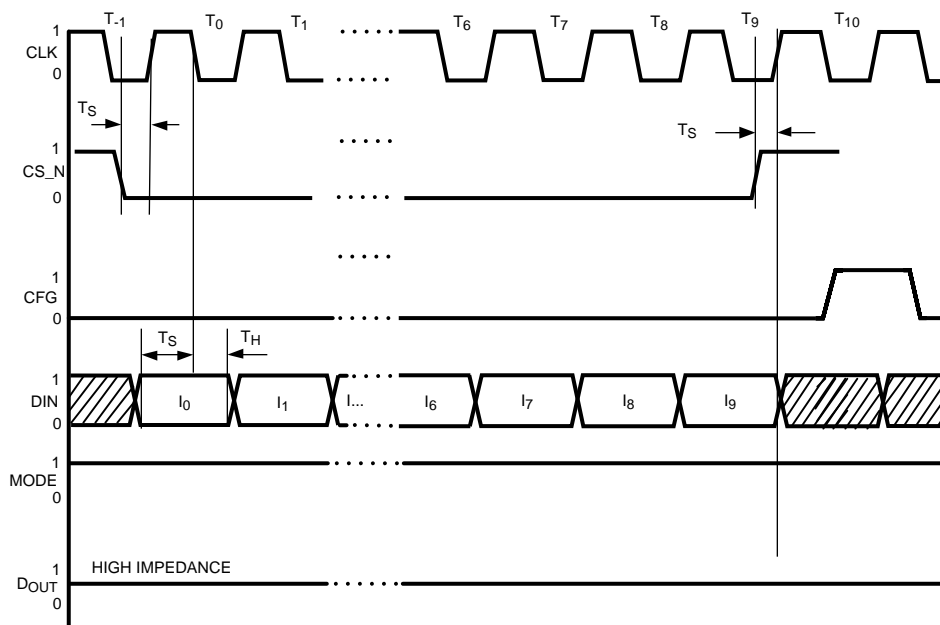 T-1 T0 T1 T6 T7 T8 T9 T10
1
CLK
0
TS TS
1
CS_N
0
1
CFG
0
TS TH
1
DIN I0 I1 I... I6 I7 I8 I9
0
1
MODE
0
HIGH IMPEDANCE
1
DOUT
0